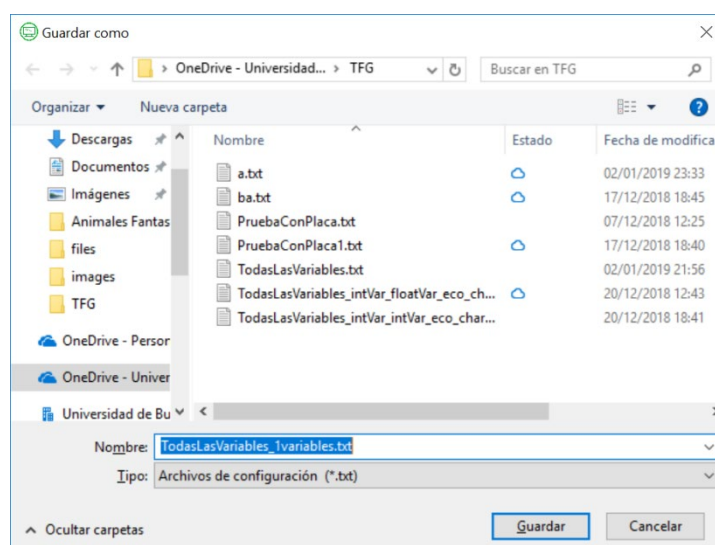 Guardar como
OneDrive - Universidad... > TFG
Buscar en TFG
Organizar
Nueva carpeta
Nombre
Estado
Fecha de modifica
Descargas
Documentos
Imágenes
Animales Fantas
files
images
TFG
OneDrive - Person
OneDrive - Univer
Universidad de Bu
a.txt
02/01/2019 23:33
ba.txt
17/12/2018 18:45
PruebaConPlaca.txt
07/12/2018 12:25
PruebaConPlaca1.txt
17/12/2018 18:40
TodasLasVariables.txt
02/01/2019 21:56
TodasLasVariables_intVar_floatVar_eco_ch...
20/12/2018 12:43
TodasLasVariables_intVar_intVar_eco_char...
20/12/2018 18:41
Nombre: TodasLasVariables_1variables.txt
Tipo: Archivos de configuración (*.txt)
Ocultar carpetas
Guardar
Cancelar